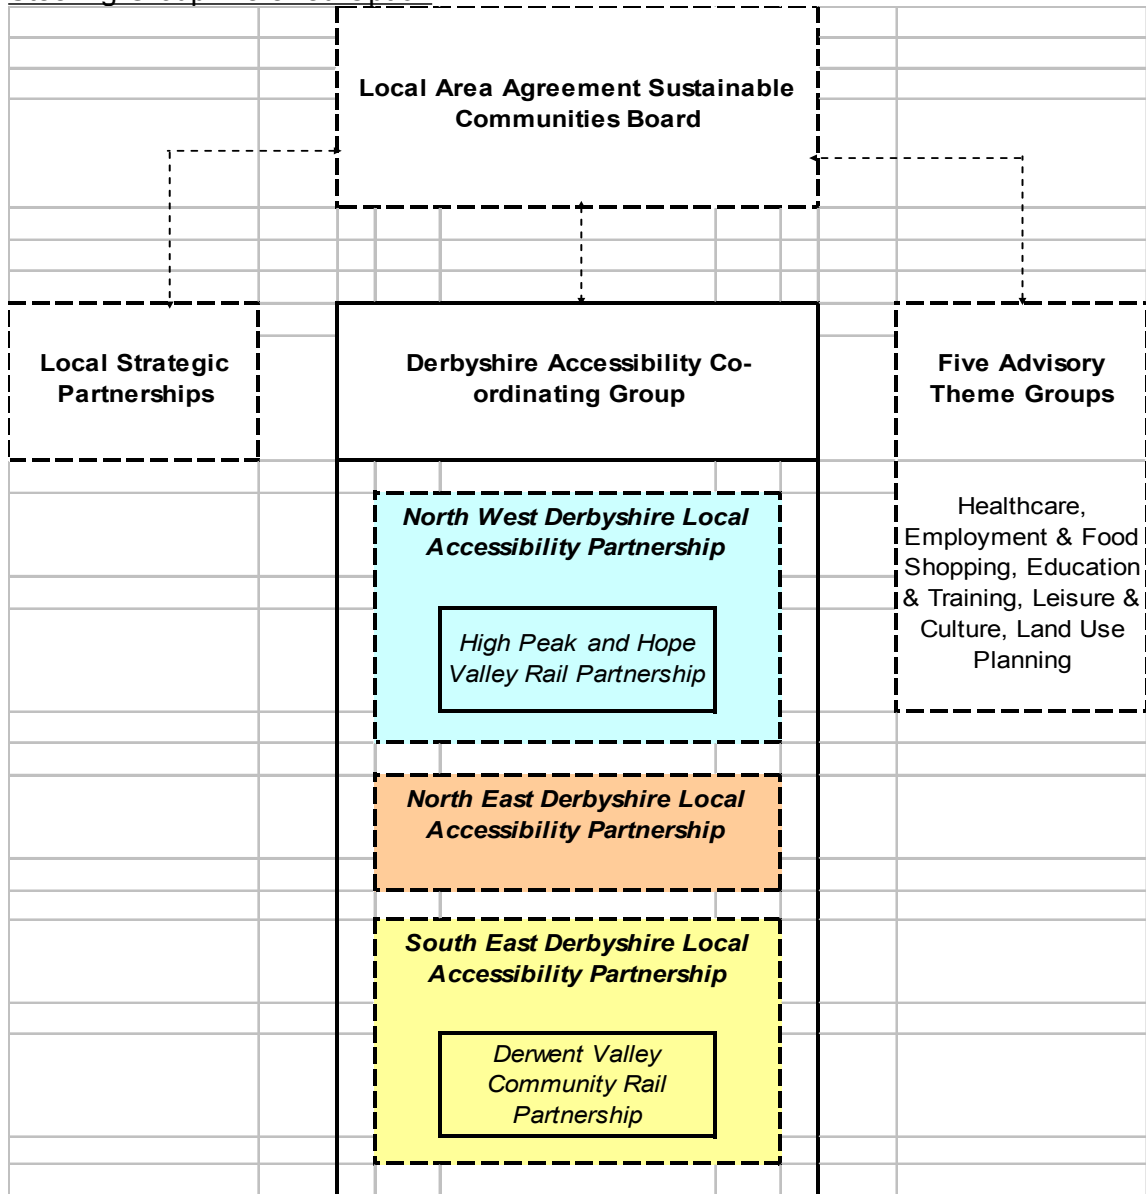 Steering Group
Local Area Agreement Sustainable
Communities Board
Local Strategic
Partnerships
Derbyshire Accessibility Co-
ordinating Group
Five Advisory
Theme Groups
Healthcare,
Employment & Food
Shopping, Education
& Training, Leisure &
Culture, Land Use
Planning
North West Derbyshire Local
Accessibility Partnership
High Peak and Hope
Valley Rail Partnership
North East Derbyshire Local
Accessibility Partnership
South East Derbyshire Local
Accessibility Partnership
Derwent Valley
Community Rail
Partnership